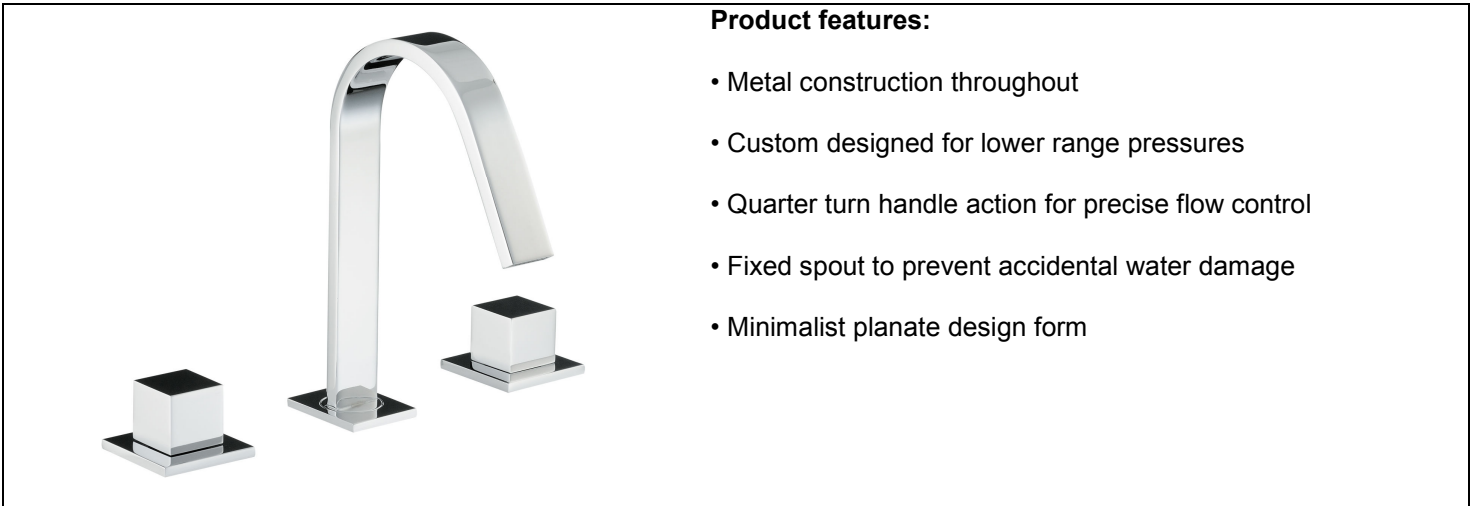 Product features:
• Metal construction throughout
• Custom designed for lower range pressures
• Quarter turn handle action for precise flow control
• Fixed spout to prevent accidental water damage
• Minimalist planate design form